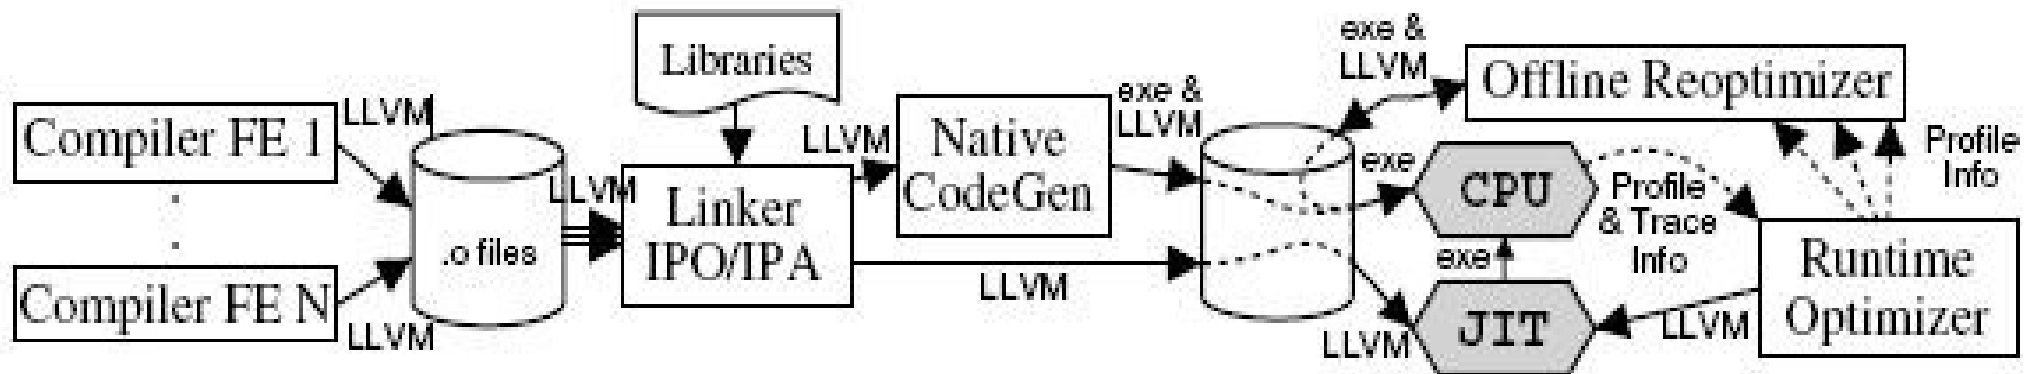 Compiler FE 1
Compiler FE N
LLVM
LLVM
.o files
LLVM
Libraries
Linker
IPO/IPA
LLVM
Native
CodeGen
LLVM
exe &
LLVM
exe &
LLVM
Offline Reoptimizer
exe
CPU
exe
LLVM
JIT
Profile
& Trace
Info
LLVM
Profile
Info
Runtime
Optimizer